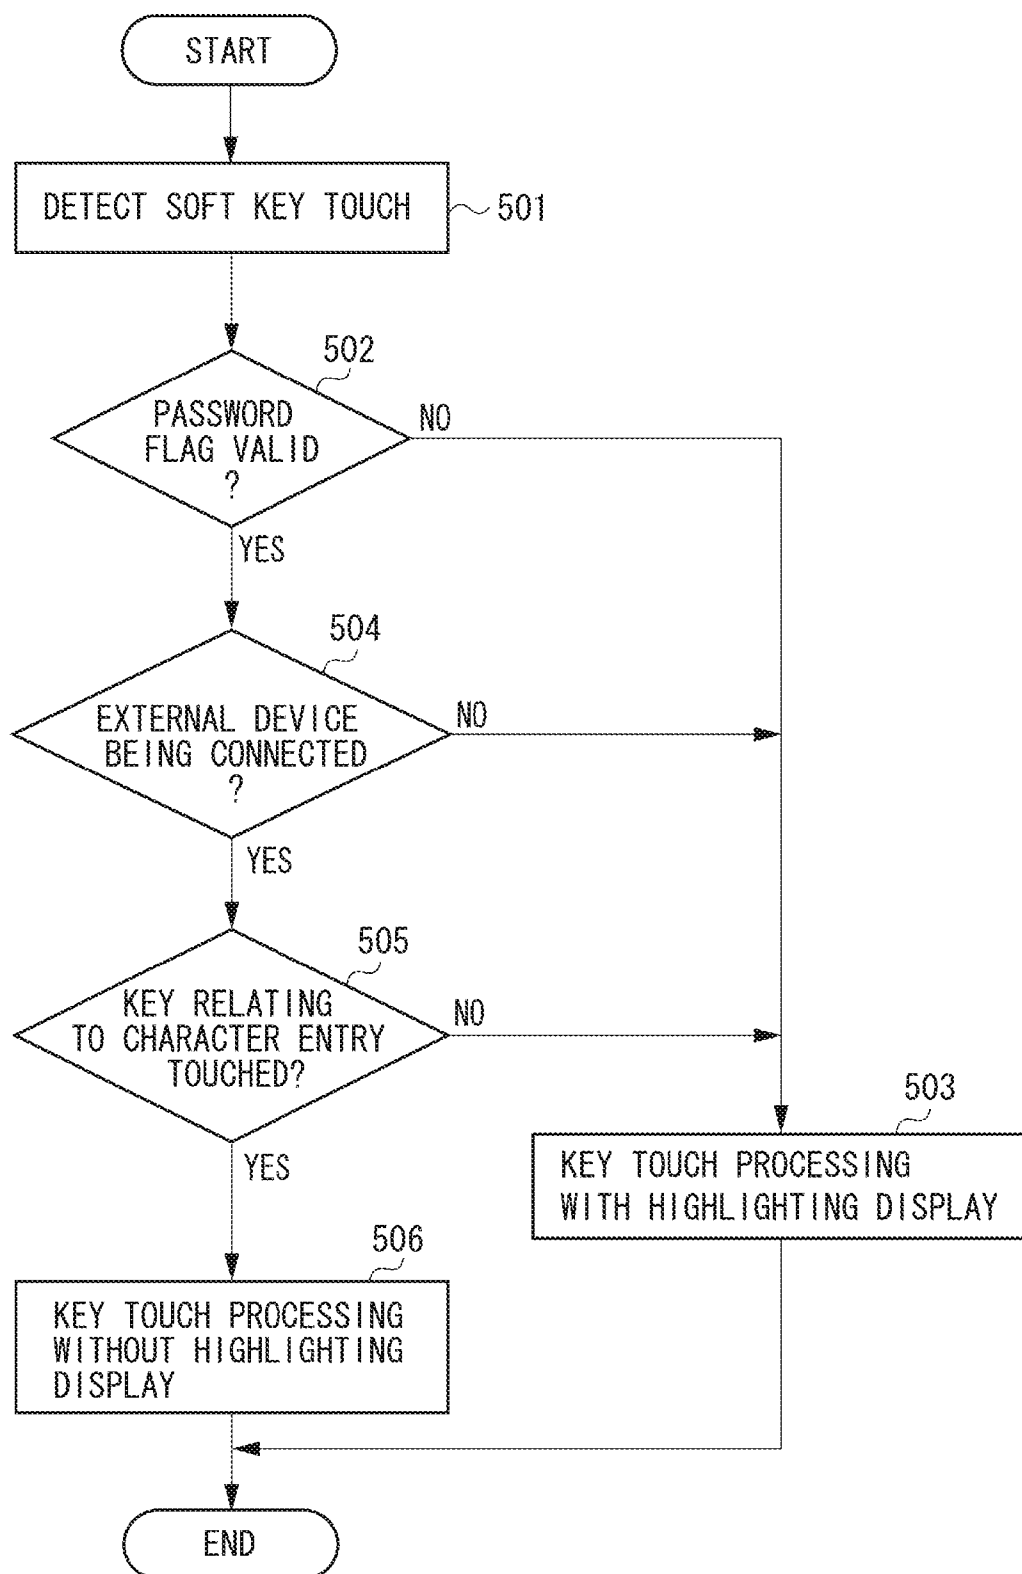 START
DETECT SOFT KEY TOUCH
501
502
PASSWORD
FLAG VALID
?
NO
YES
504
EXTERNAL DEVICE
BEING CONNECTED
?
NO
YES
505
KEY RELATING
TO CHARACTER ENTRY
TOUCHED?
NO
YES
503
KEY TOUCH PROCESSING
WITH HIGHLIGHTING DISPLAY
506
KEY TOUCH PROCESSING
WITHOUT HIGHLIGHTING
DISPLAY
END